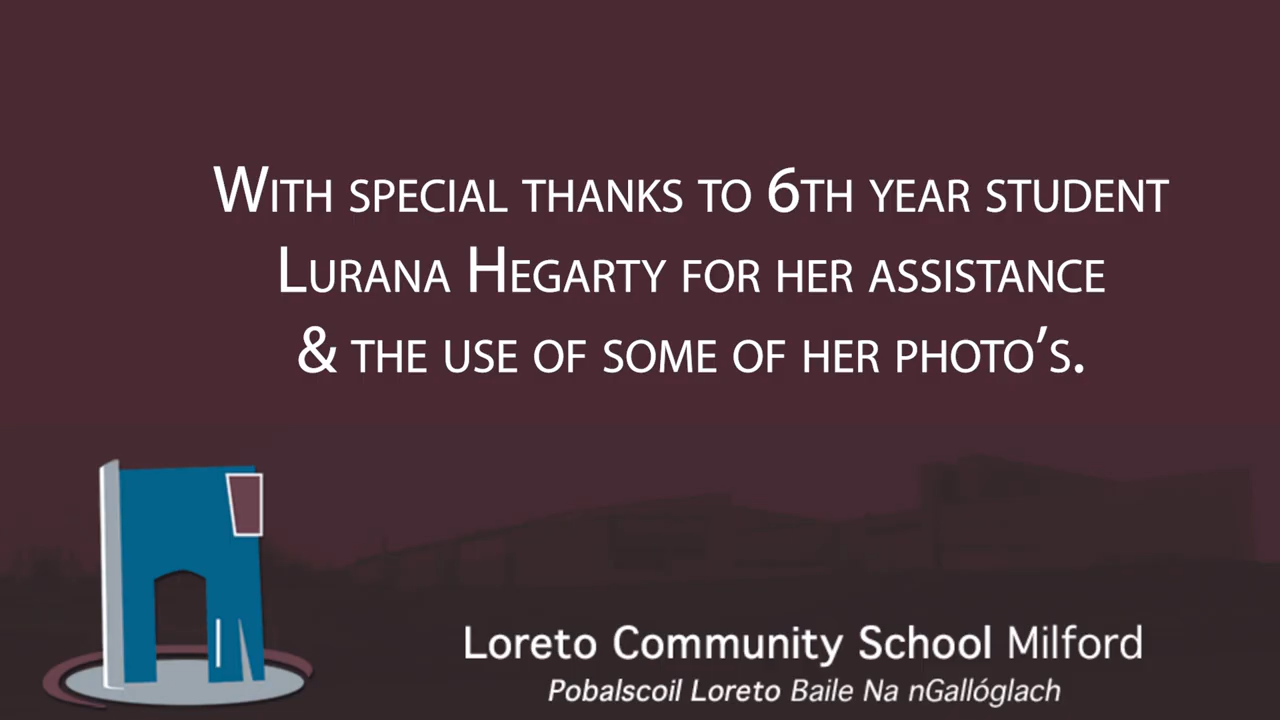 With special thanks to 6th year student
Lurana Hegarty for her assistance
& the use of some of her photo's.
Loreto Community School Milford
Pobalscoil Loreto Baile Na nGallóglach